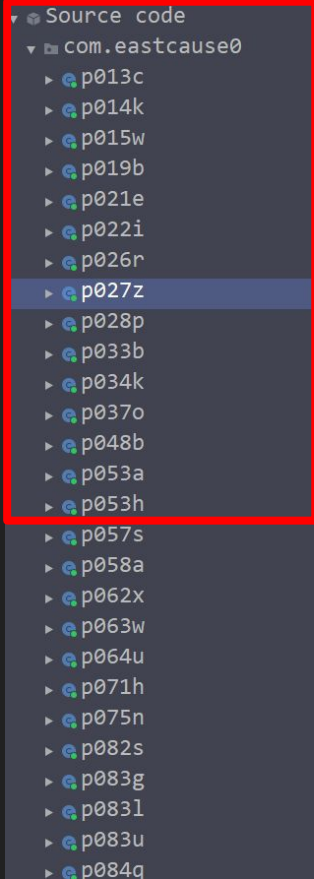 Source code
com.eastcause0
p013c
p014k
p015w
p019b
p021e
p022i
p026r
p027z
p028p
p033b
p034k
p037o
p048b
p053a
p053h
p057s
p058a
p062x
p063w
p064u
p071h
p075n
p082s
p083g
p083l
p083u
p084q